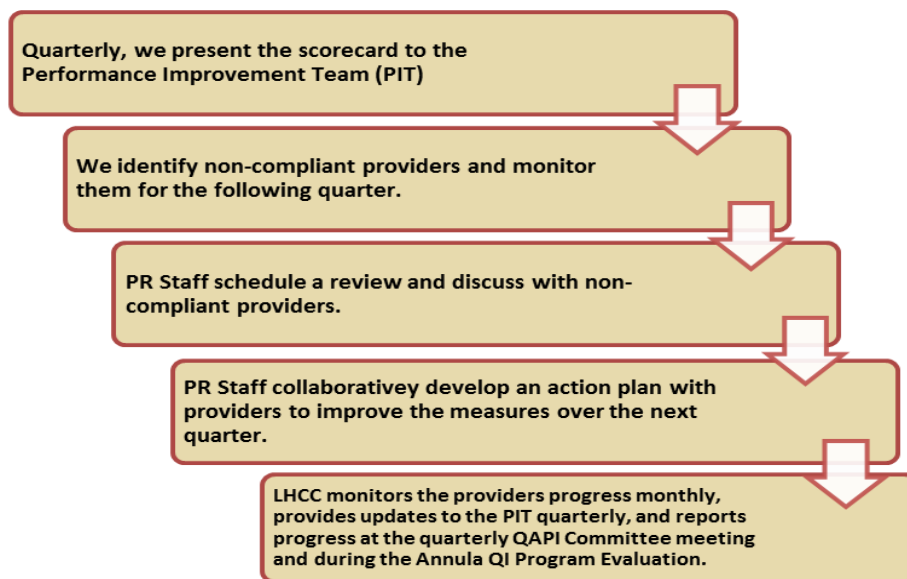 Quarterly, we present the scorecard to the
Performance Improvement Team (PIT)
We identify non-compliant providers and monitor
them for the following quarter.
PR Staff schedule a review and discuss with non-
compliant providers.
PR Staff collaborativey develop an action plan with
providers to improve the measures over the next
quarter.
LHCC monitors the providers progress monthly,
provides updates to the PIT quarterly, and reports
progress at the quarterly QAPI Committee meeting
and during the Annula QI Program Evaluation.